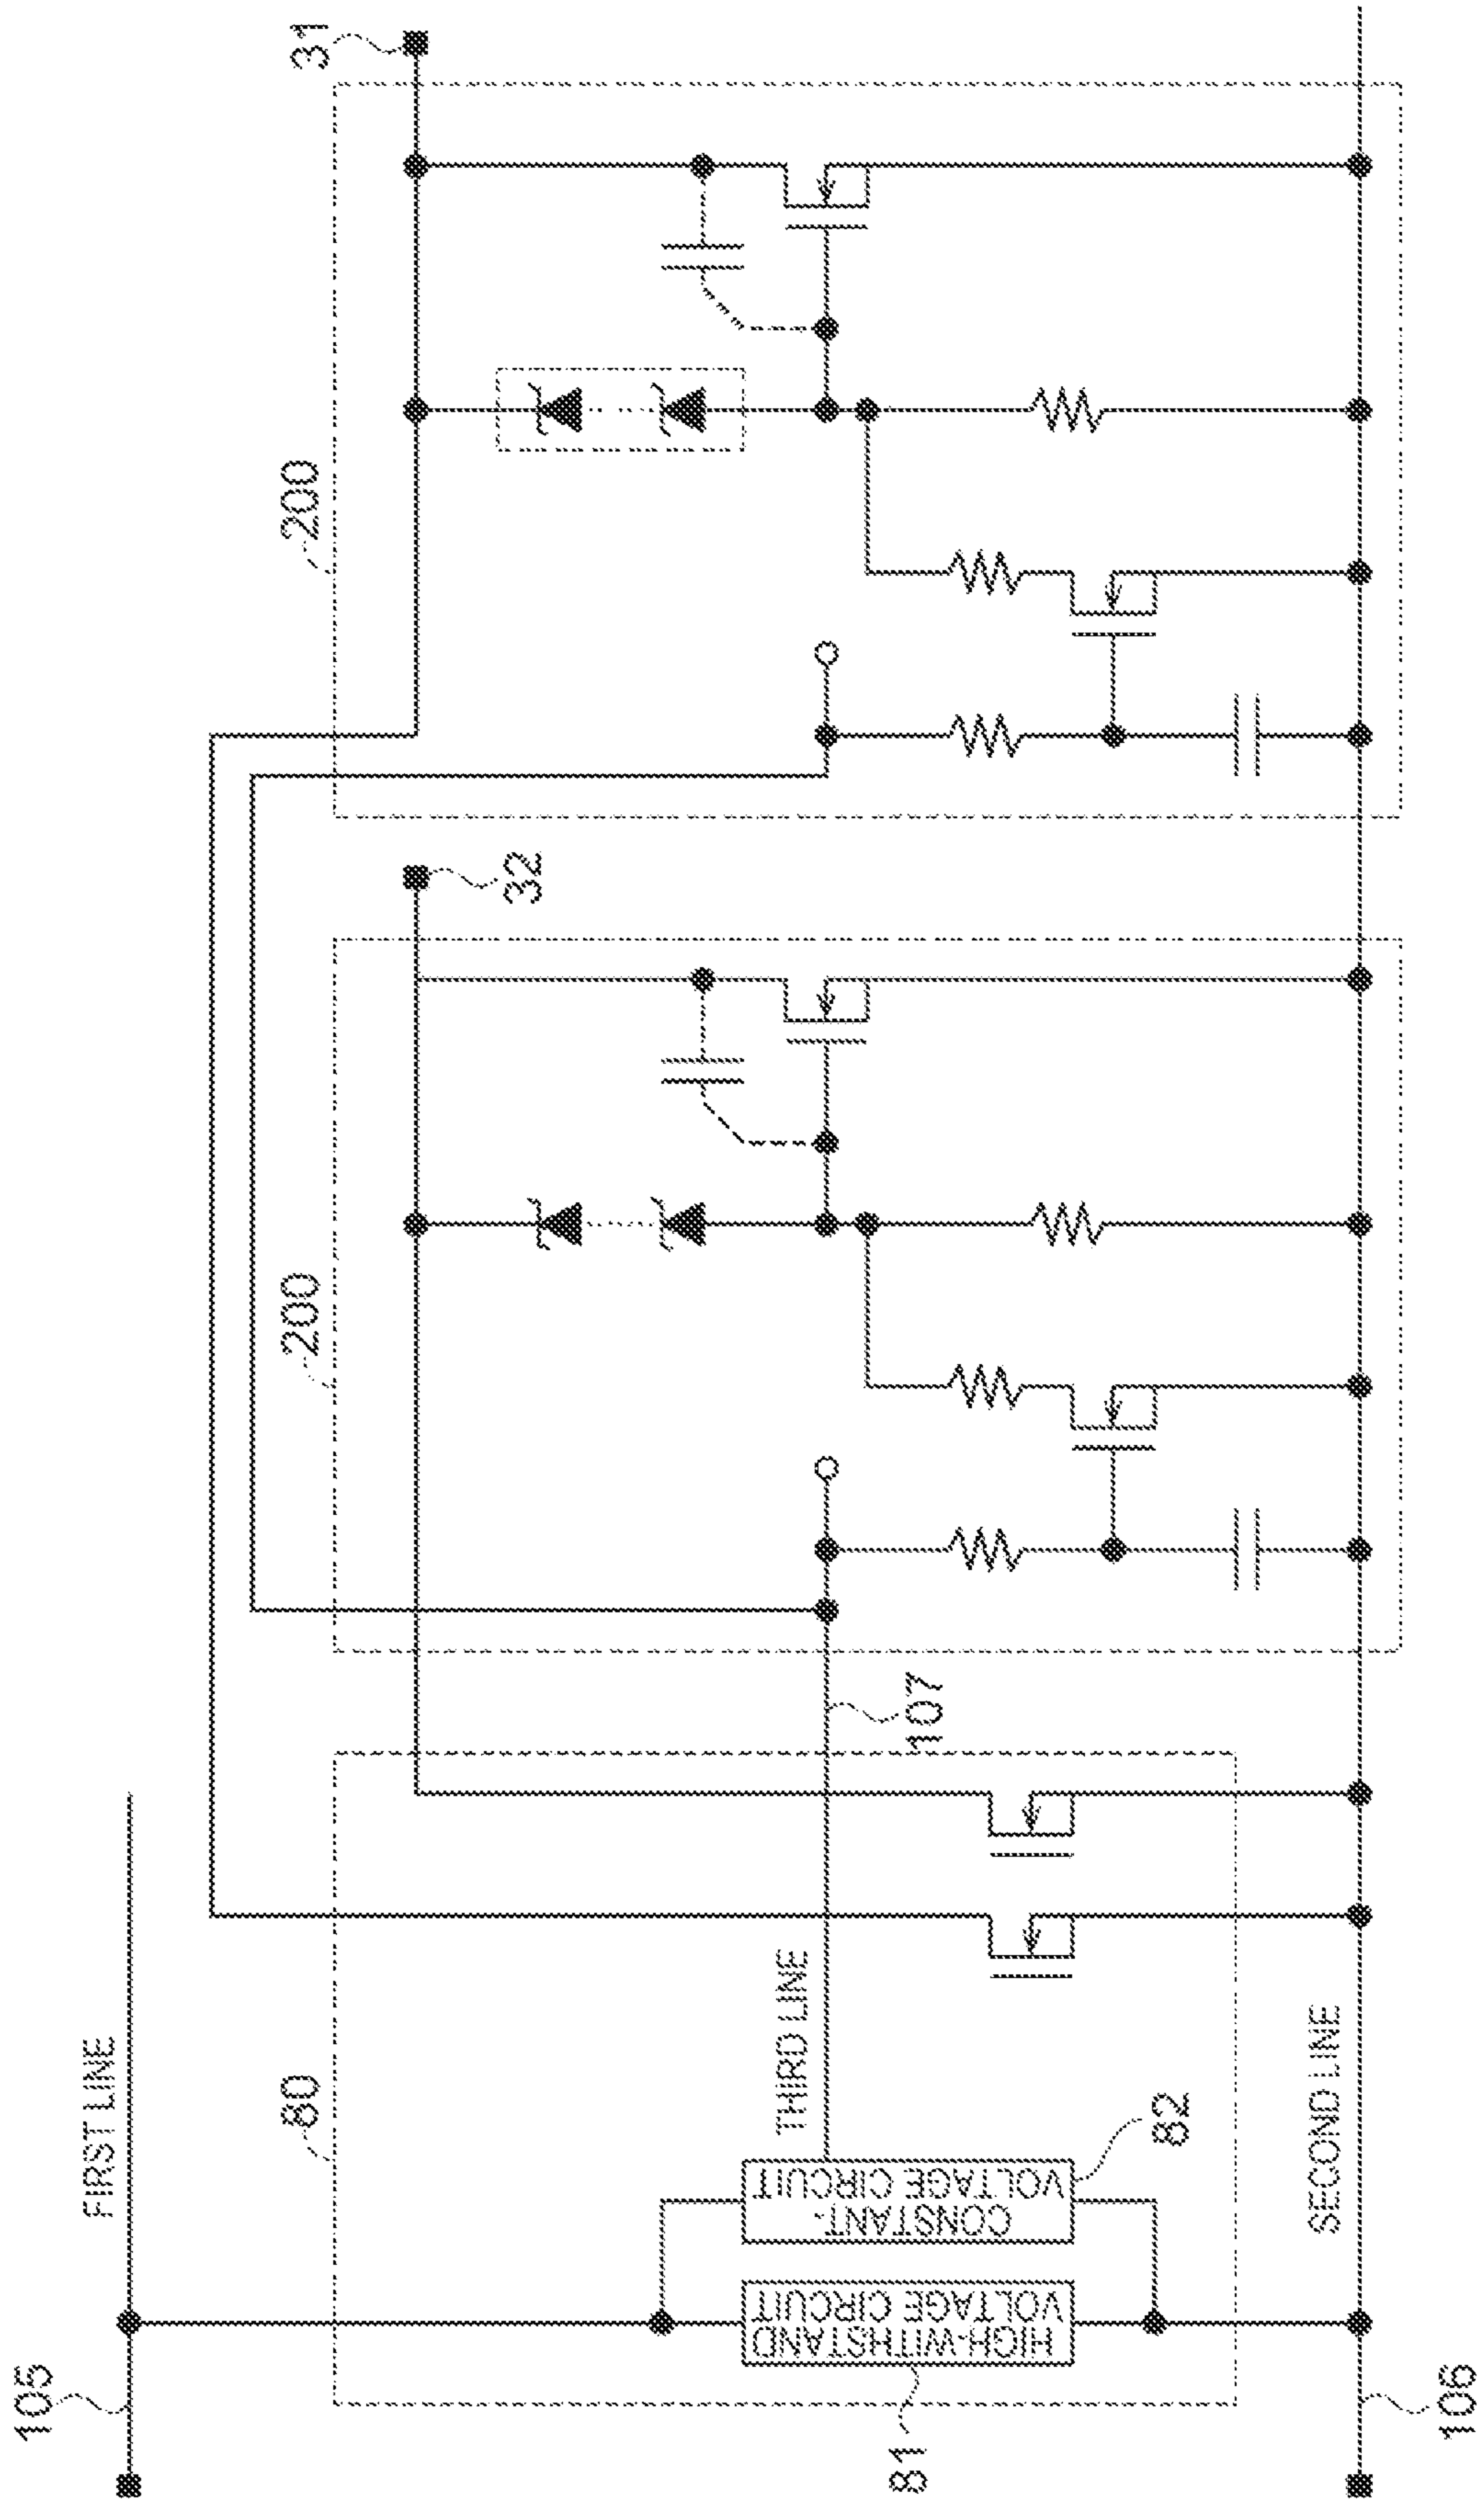 105
FIRST LINE
80
200
200
31
32
81
HIGH-WITHSTAND
VOLTAGE CIRCUIT
CONSTANT-
VOLTAGE CIRCUIT
82
THIRD LINE
107
SECOND LINE
106